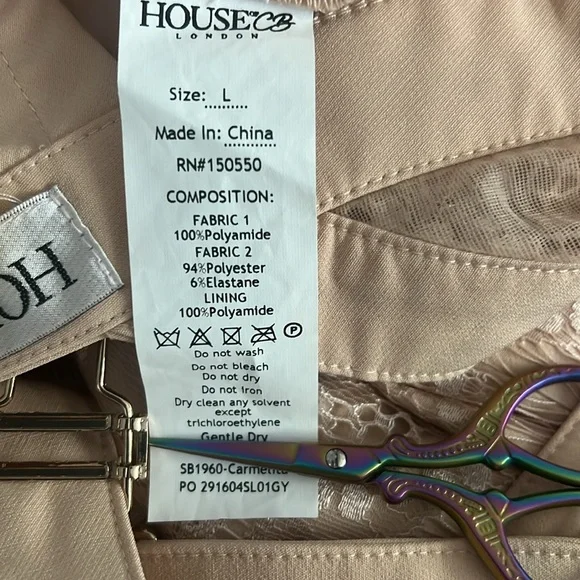 HOUSE OF CB
LONDON
Size: L
Made In: China
RN#150550
COMPOSITION:
FABRIC 1
100%Polyamide
FABRIC 2
94%Polyester
6%Elastane
LINING
100%Polyamide
P
Do not wash
Do not bleach
Do not dry
Do not iron
Dry clean any solvent
except
trichloroethylene
Gentle Dry
SB1960-Carmelita
PO 291604SL01GY
HO